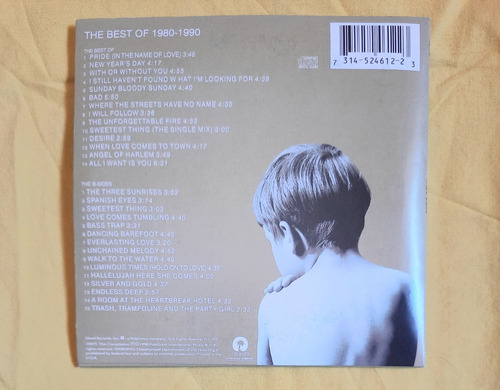 THE BEST OF 1980-1990
7 314-524612-2 3
THE BEST OF
1 PRIDE (IN THE NAME OF LOVE) 3:48
2 NEW YEAR'S DAY 4:17
3 WITH OR WITHOUT YOU 4:55
4 I STILL HAVEN'T FOUND WHAT I'M LOOKING FOR 4:38
5 SUNDAY BLOODY SUNDAY 4:40
6 BAD 5:50
7 WHERE THE STREETS HAVE NO NAME 4:35
8 I WILL FOLLOW 3:36
9 THE UNFORGETTABLE FIRE 4:53
10 SWEETEST THING (THE SINGLE MIX) 3:00
11 DESIRE 2:59
12 WHEN LOVE COMES TO TOWN 4:17
13 ANGEL OF HARLEM 3:49
14 ALL I WANT IS YOU 6:31
THE B-SIDES
1 THE THREE SUNRISES 3:52
2 SPANISH EYES 3:14
3 SWEETEST THING 3:03
4 LOVE COMES TUMBLING 4:45
5 BASS TRAP 3:31
6 DANCING BAREFOOT 4:45
7 EVERLASTING LOVE 3:20
8 UNCHAINED MELODY 4:52
9 WALK TO THE WATER 4:49
10 LUMINOUS TIMES (HOLD ON TO LOVE) 4:35
11 HALLELUJAH HERE SHE COMES 4:00
12 SILVER AND GOLD 4:37
13 ENDLESS DEEP 2:57
14 A ROOM AT THE HEARTBREAK HOTEL 4:32
15 TRASH, TRAMPOLINE AND THE PARTY GIRL 2:33